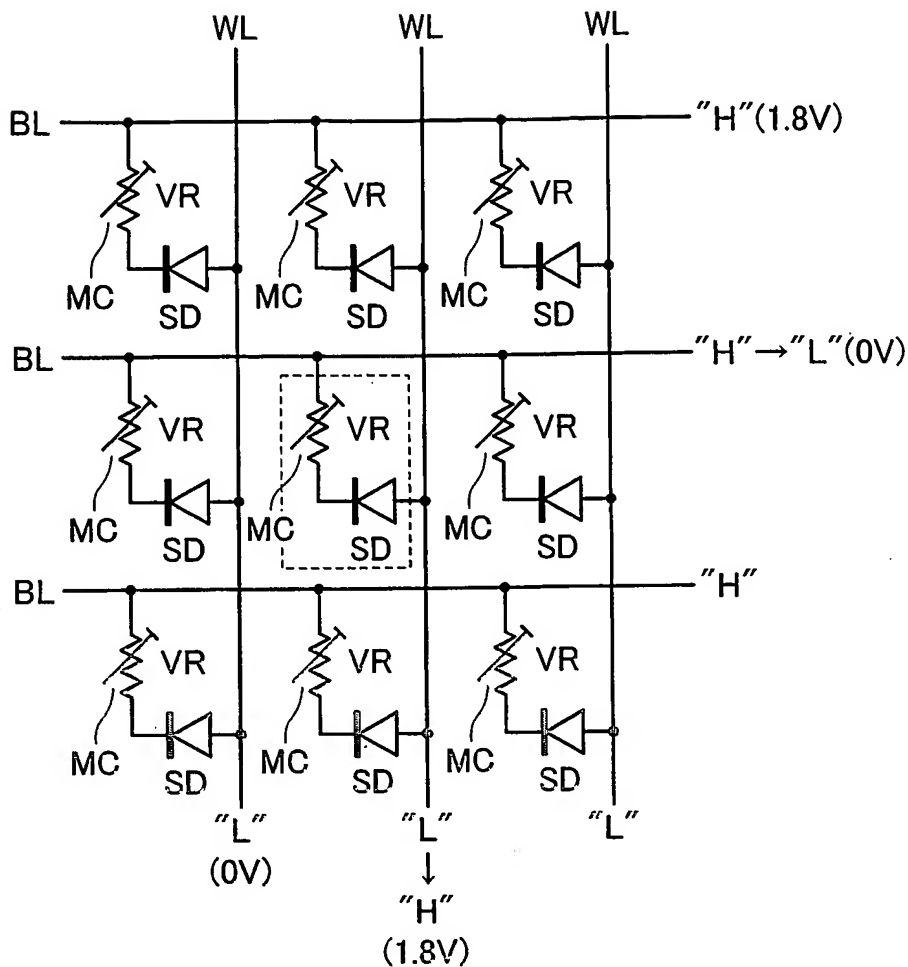 WL WL WL
BL "H"(1.8V)
VR VR VR
MC SD MC SD MC SD
BL "H"→"L"(0V)
VR VR VR
MC SD MC SD MC SD
BL "H"
VR VR VR
MC SD MC SD MC SD
"L" "L" "L"
(0V) ↓
"H"
(1.8V)